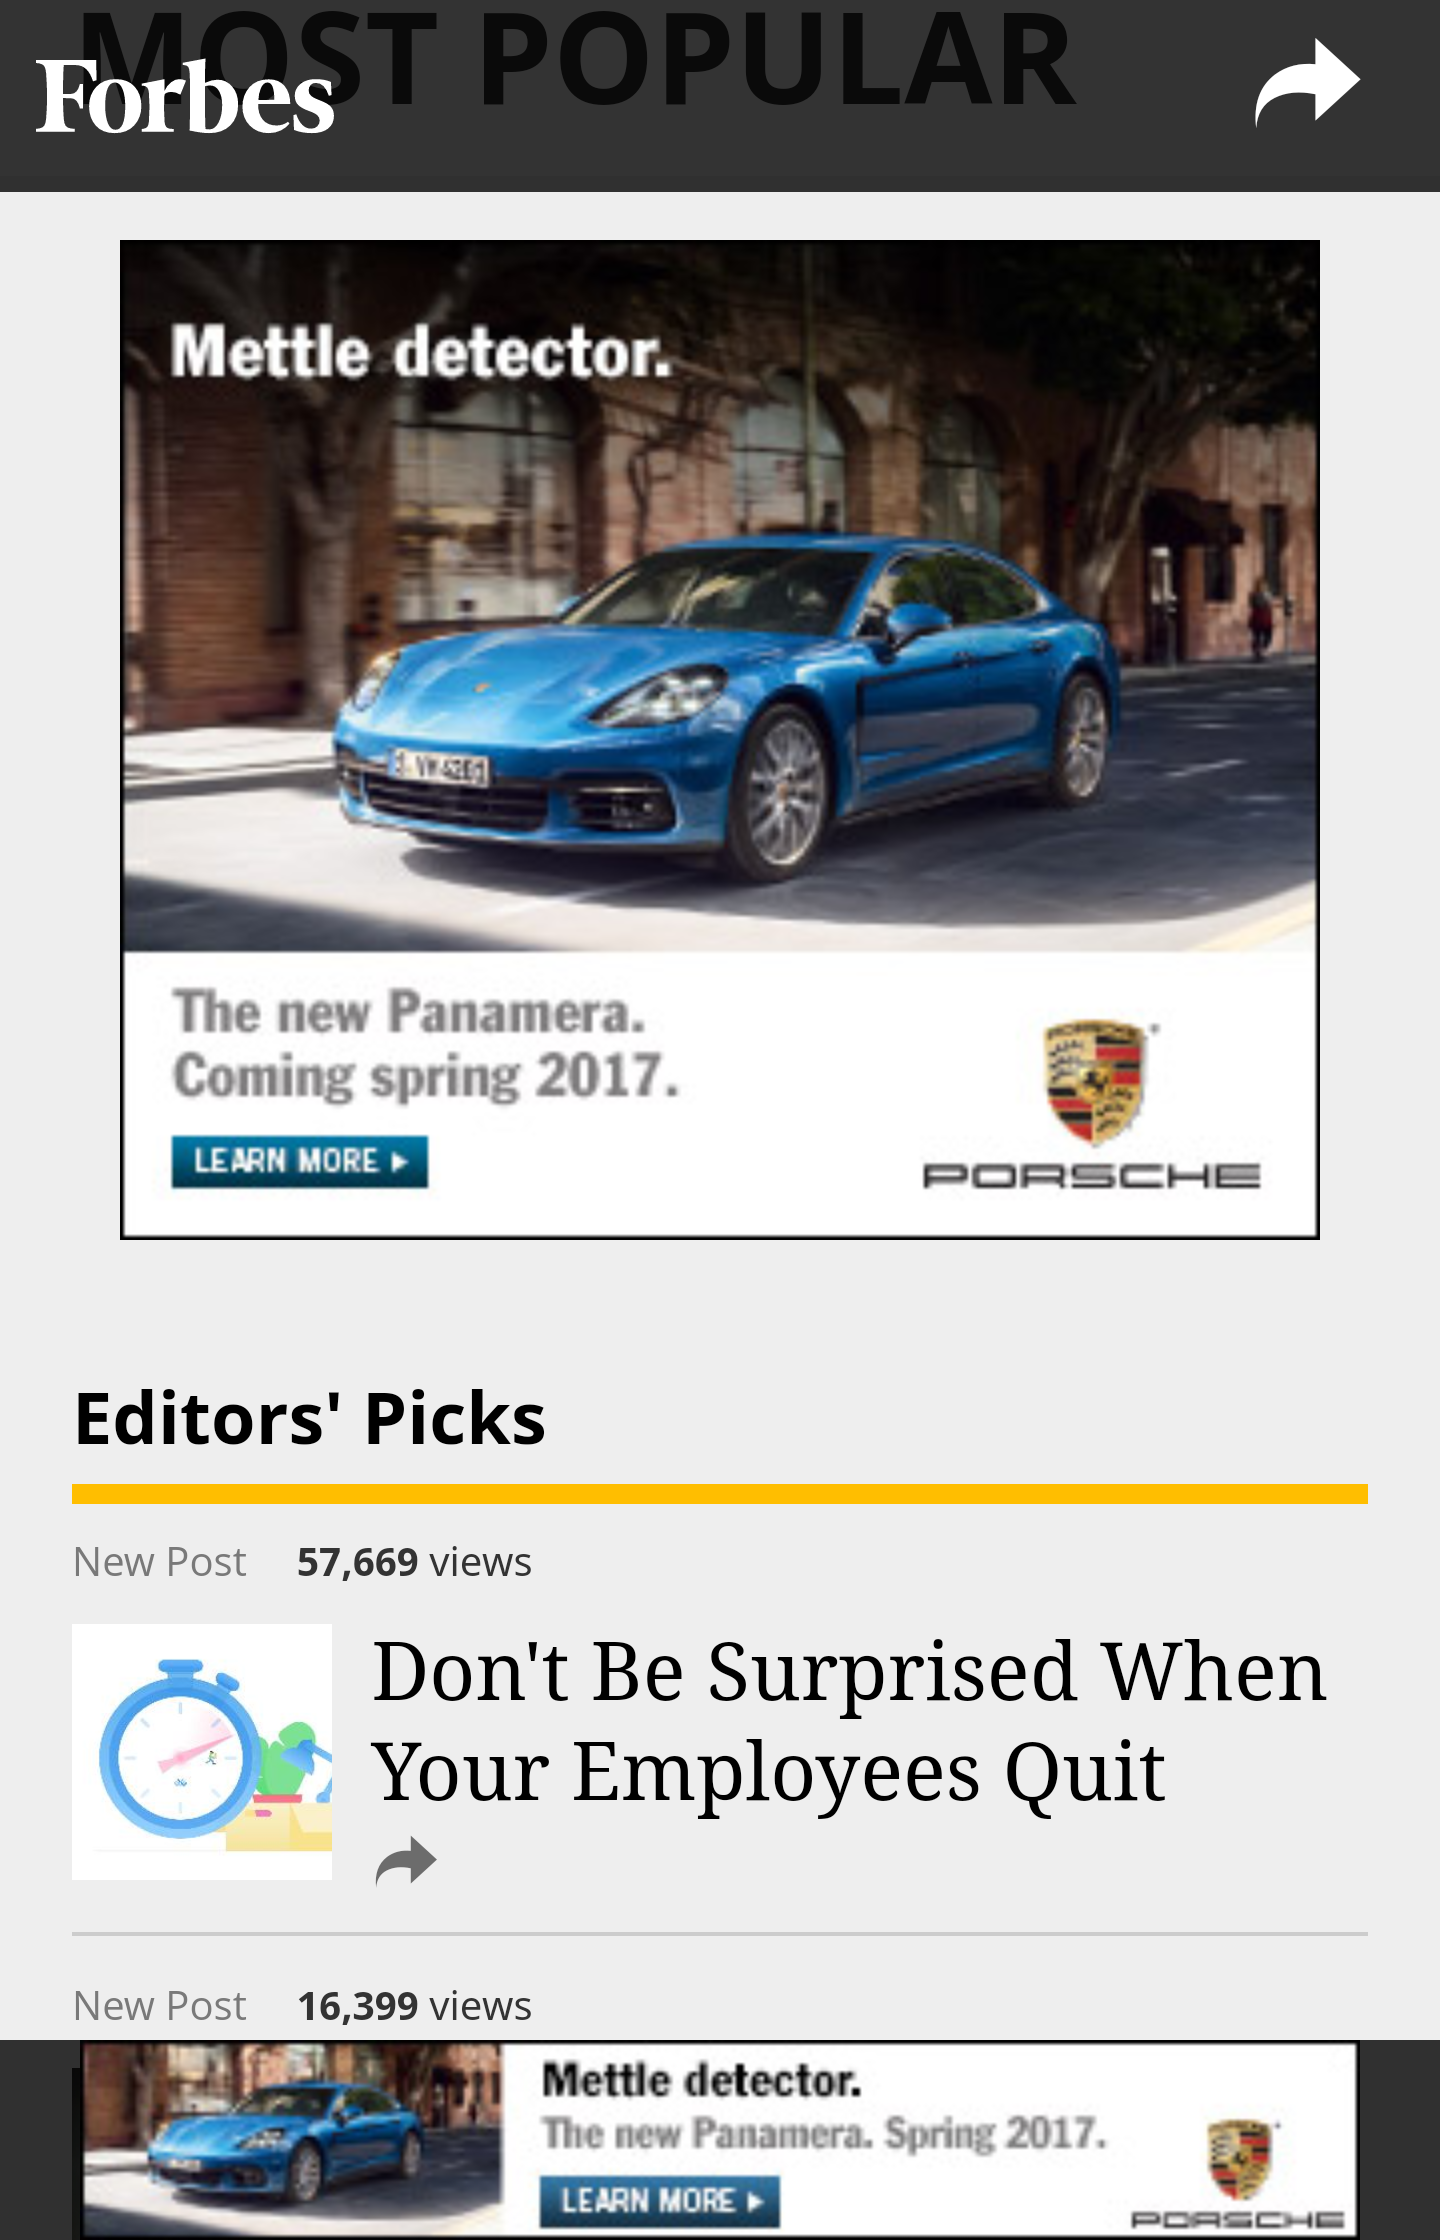 MOST POPULAR
Forbes
Mettle detector.
The new Panamera.
Coming spring 2017.
LEARN MORE
PORSCHE
Editors' Picks
New Post 57,669 views
Don't Be Surprised When
Your Employees Quit
New Post 16,399 views
Mettle detector.
The new Panamera. Spring 2017.
LEARN MORE
PORSCHE